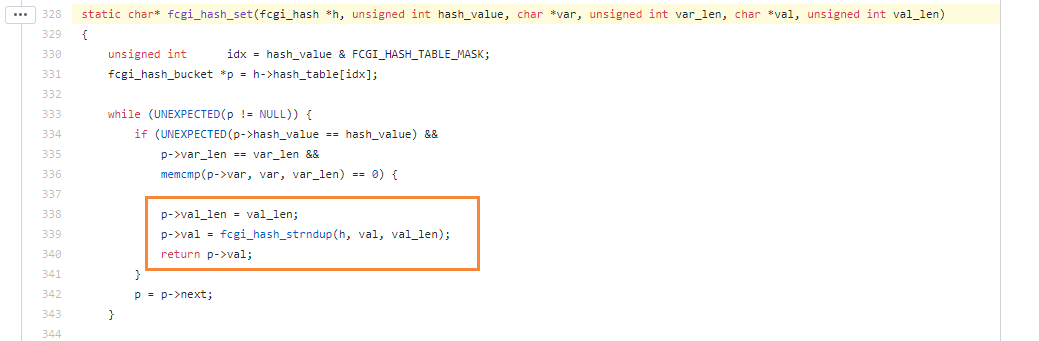 328 static char* fcgi_hash_set(fcgi_hash *h, unsigned int hash_value, char *var, unsigned int var_len, char *val, unsigned int val_len)
329 {
330     unsigned int      idx = hash_value & FCGI_HASH_TABLE_MASK;
331     fcgi_hash_bucket *p = h->hash_table[idx];
332
333     while (UNEXPECTED(p != NULL)) {
334         if (UNEXPECTED(p->hash_value == hash_value) &&
335             p->var_len == var_len &&
336             memcmp(p->var, var, var_len) == 0) {
337
338             p->val_len = val_len;
339             p->val = fcgi_hash_strndup(h, val, val_len);
340             return p->val;
341         }
342         p = p->next;
343     }
344